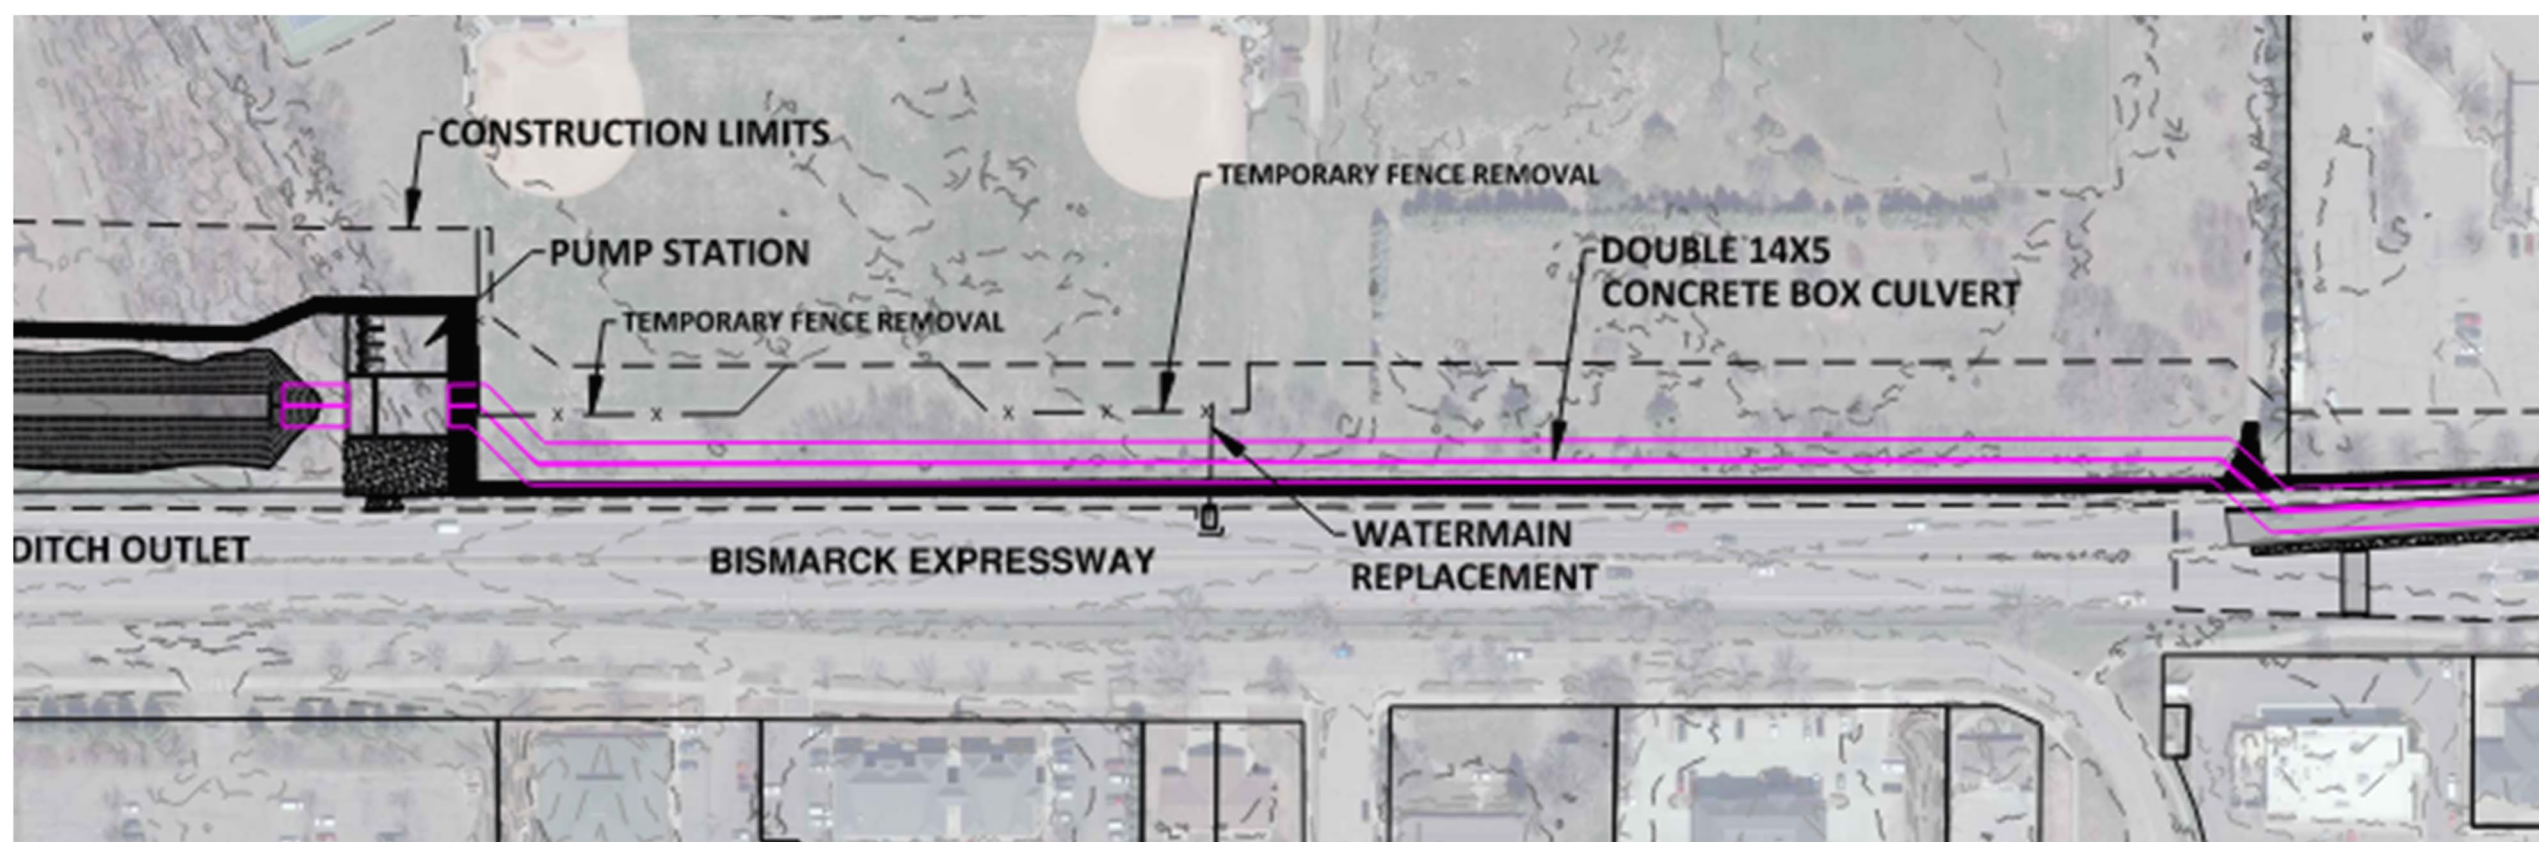 CONSTRUCTION LIMITS
TEMPORARY FENCE REMOVAL
PUMP STATION
DOUBLE 14X5
CONCRETE BOX CULVERT
TEMPORARY FENCE REMOVAL
DITCH OUTLET
BISMARCK EXPRESSWAY
WATERMAIN
REPLACEMENT